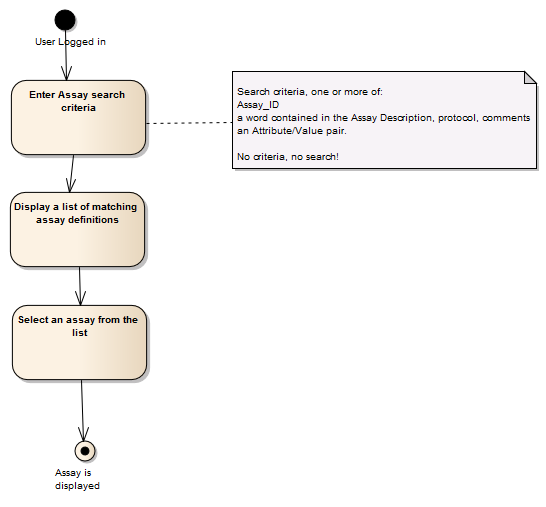 User Logged in
Enter Assay search
criteria
Search criteria, one or more of:
Assay_ID
a word contained in the Assay Description, protocol, comments
an Attribute/Value pair.
No criteria, no search!
Display a list of matching
assay definitions
Select an assay from the
list
Assay is
displayed